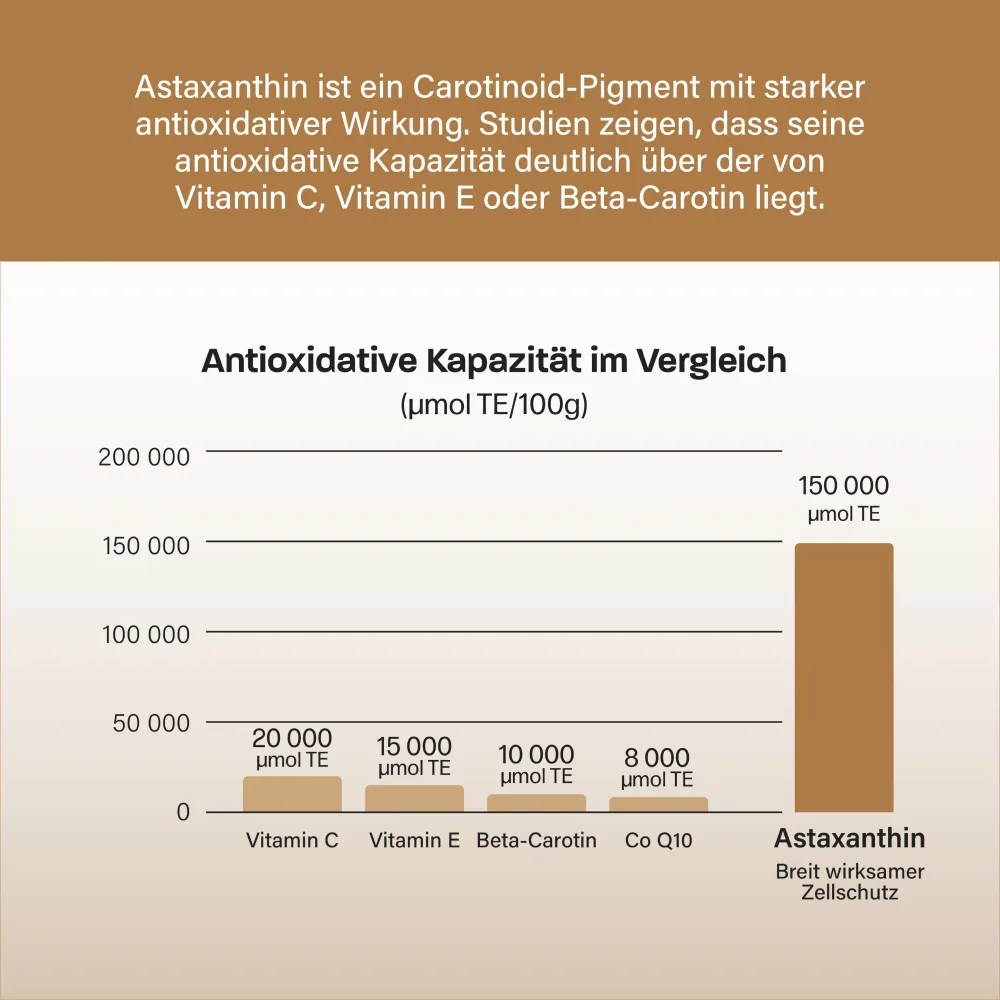 Astaxanthin ist ein Carotinoid-Pigment mit starker
antioxidativer Wirkung. Studien zeigen, dass seine
antioxidative Kapazität deutlich über der von
Vitamin C, Vitamin E oder Beta-Carotin liegt.
Antioxidative Kapazität im Vergleich
(µmol TE/100g)
200 000
150 000
100 000
50 000
0
20 000
µmol TE
15 000
µmol TE
10 000
µmol TE
8 000
µmol TE
150 000
µmol TE
Vitamin C
Vitamin E
Beta-Carotin
Co Q10
Astaxanthin
Breit wirksamer
Zellschutz